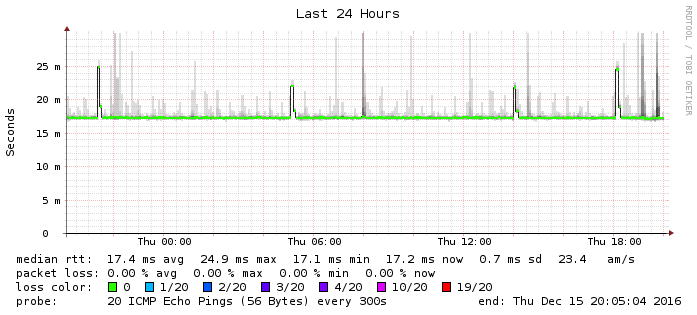 Last 24 Hours
RRDTOOL / TOBI OETIKER
Seconds
25 m
20 m
15 m
10 m
5 m
0
Thu 00:00 Thu 06:00 Thu 12:00 Thu 18:00
median rtt: 17.4 ms avg 24.9 ms max 17.1 ms min 17.2 ms now 0.7 ms sd 23.4 am/s
packet loss: 0.00 % avg 0.00 % max 0.00 % min 0.00 % now
loss color: 0 1/20 2/20 3/20 4/20 10/20 19/20
probe: 20 ICMP Echo Pings (56 Bytes) every 300s end: Thu Dec 15 20:05:04 2016